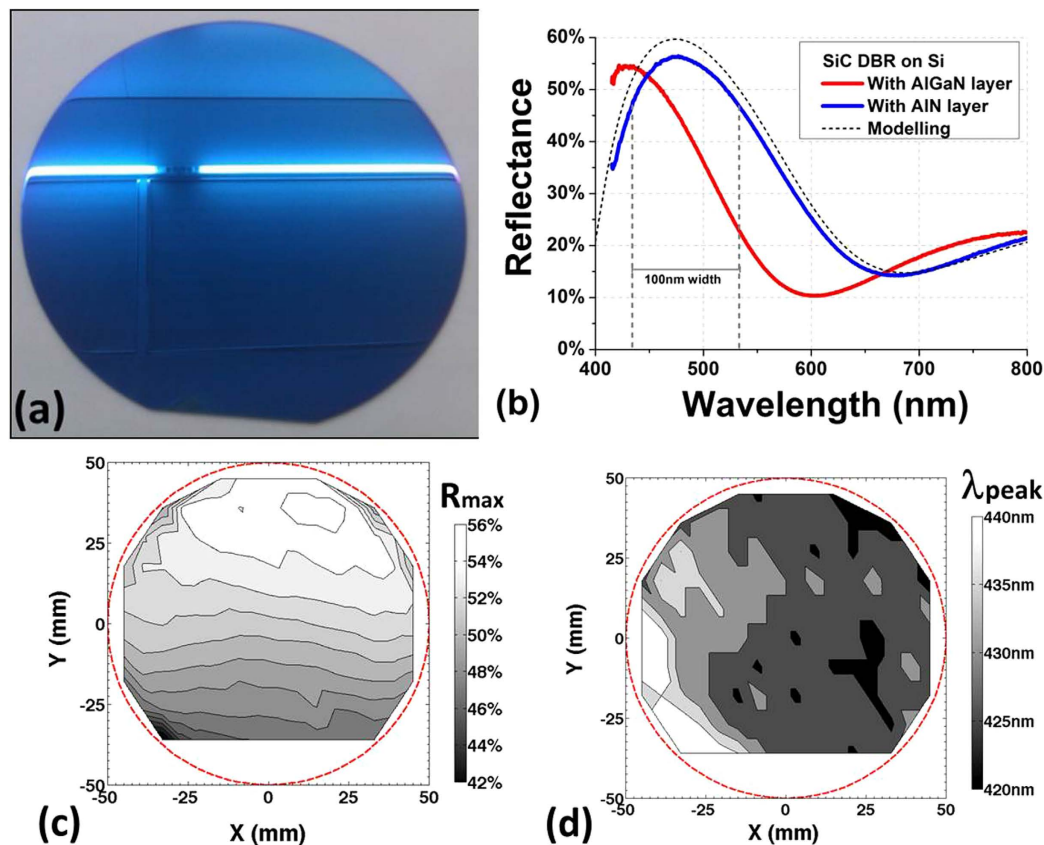 (a)
60%
50%
40%
30%
20%
10%
0%
Reflectance
SiC DBR on Si
With AlGaN layer
With AlN layer
Modelling
100nm width
400 500 600 700 800
Wavelength (nm)
(b)
50
25
0
-25
-50
Y (mm)
-50 -25 0 25 50
X (mm)
Rmax
56%
54%
52%
50%
48%
46%
44%
42%
(c)
50
25
0
-25
-50
Y (mm)
-50 -25 0 25 50
X (mm)
λpeak
440nm
435nm
430nm
425nm
420nm
(d)